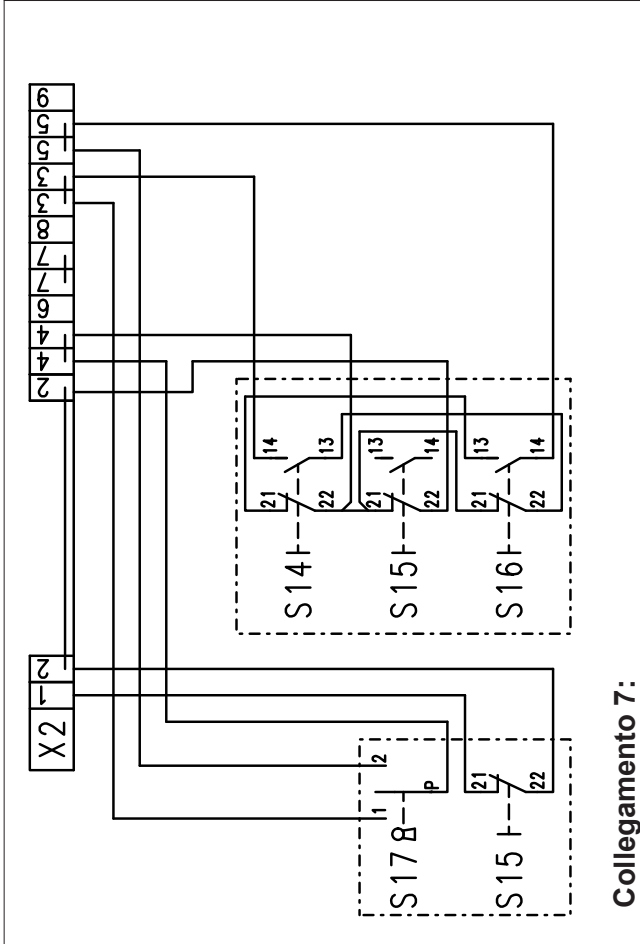 X2 1 2 2 4 4 6 7 7 8 3 3 5 5 9
S17 1 2 P
S15 21 22
S14 21 22 14 13
S15 21 22 13 14
S16 21 22 13 14
Collegamento 7: